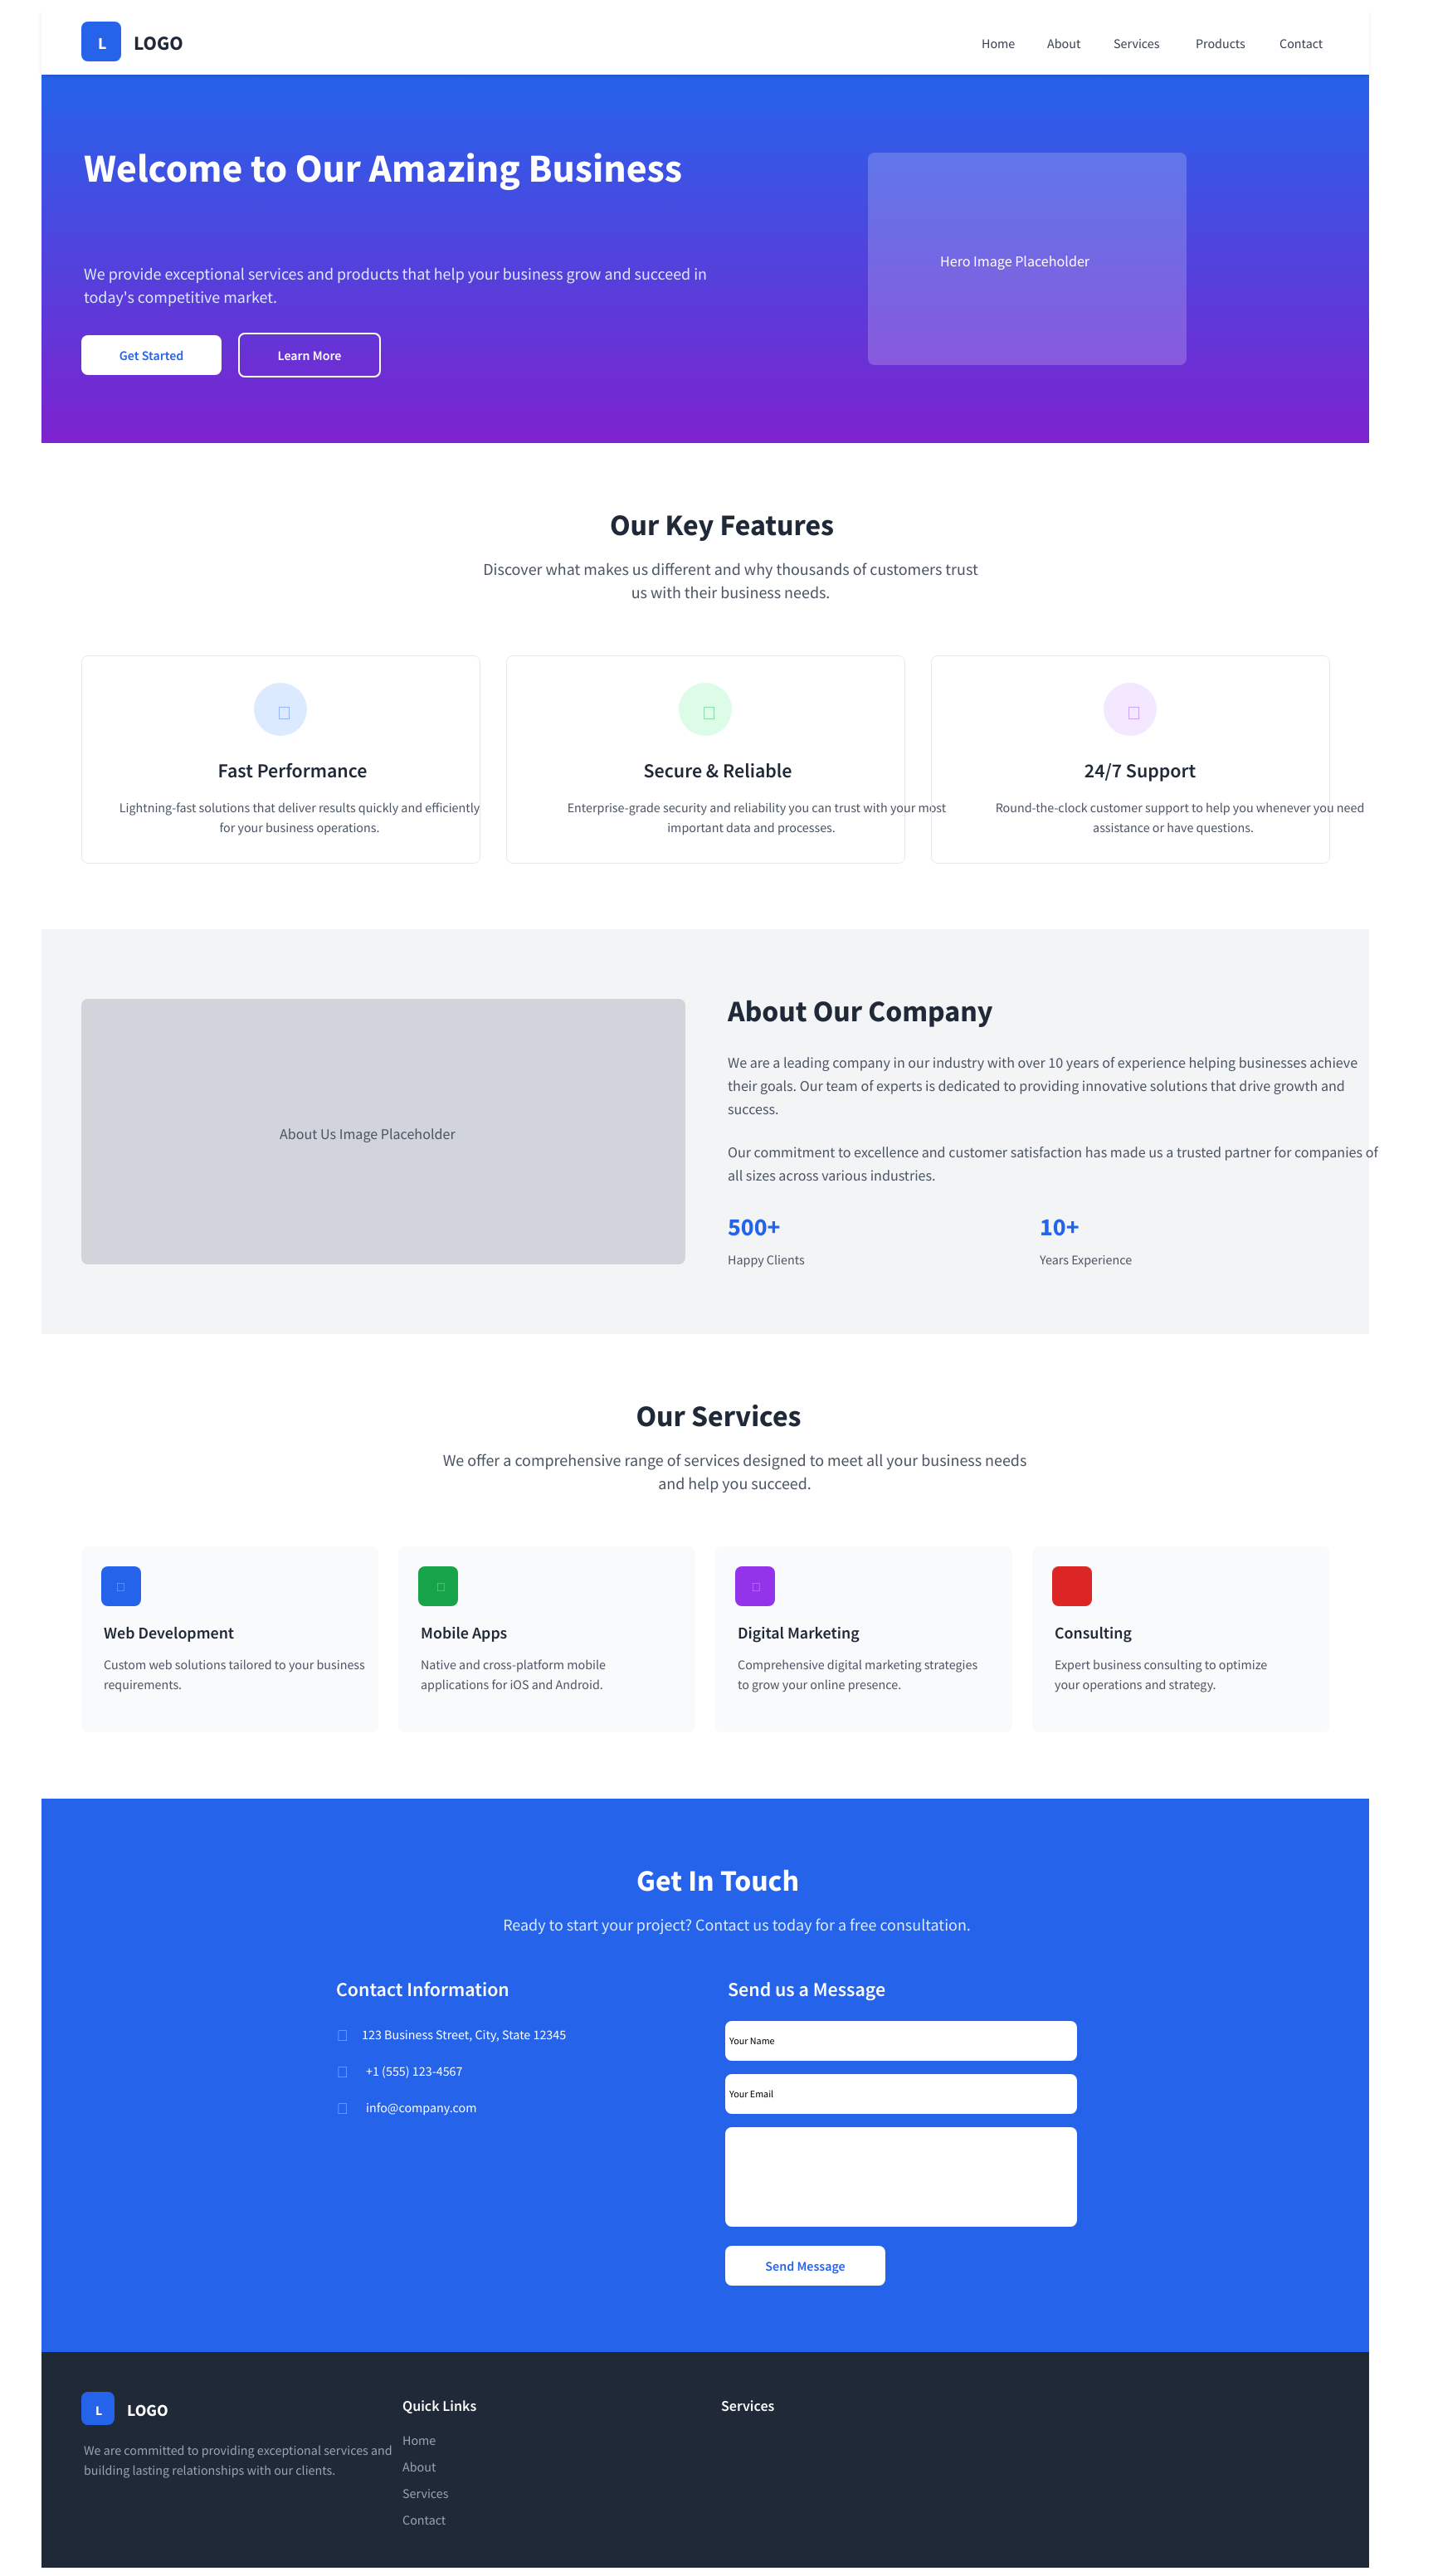 L LOGO
Home About Services Products Contact
Welcome to Our Amazing Business
We provide exceptional services and products that help your business grow and succeed in
today's competitive market.
Get Started Learn More
Hero Image Placeholder
Our Key Features
Discover what makes us different and why thousands of customers trust
us with their business needs.
Fast Performance
Lightning-fast solutions that deliver results quickly and efficiently
for your business operations.
Secure & Reliable
Enterprise-grade security and reliability you can trust with your most
important data and processes.
24/7 Support
Round-the-clock customer support to help you whenever you need
assistance or have questions.
About Us Image Placeholder
About Our Company
We are a leading company in our industry with over 10 years of experience helping businesses achieve
their goals. Our team of experts is dedicated to providing innovative solutions that drive growth and
success.
Our commitment to excellence and customer satisfaction has made us a trusted partner for companies of
all sizes across various industries.
500+
Happy Clients
10+
Years Experience
Our Services
We offer a comprehensive range of services designed to meet all your business needs
and help you succeed.
Web Development
Custom web solutions tailored to your business
requirements.
Mobile Apps
Native and cross-platform mobile
applications for iOS and Android.
Digital Marketing
Comprehensive digital marketing strategies
to grow your online presence.
Consulting
Expert business consulting to optimize
your operations and strategy.
Get In Touch
Ready to start your project? Contact us today for a free consultation.
Contact Information
123 Business Street, City, State 12345
+1 (555) 123-4567
info@company.com
Send us a Message
Your Name
Your Email
Send Message
L LOGO
We are committed to providing exceptional services and
building lasting relationships with our clients.
Quick Links
Home
About
Services
Contact
Services